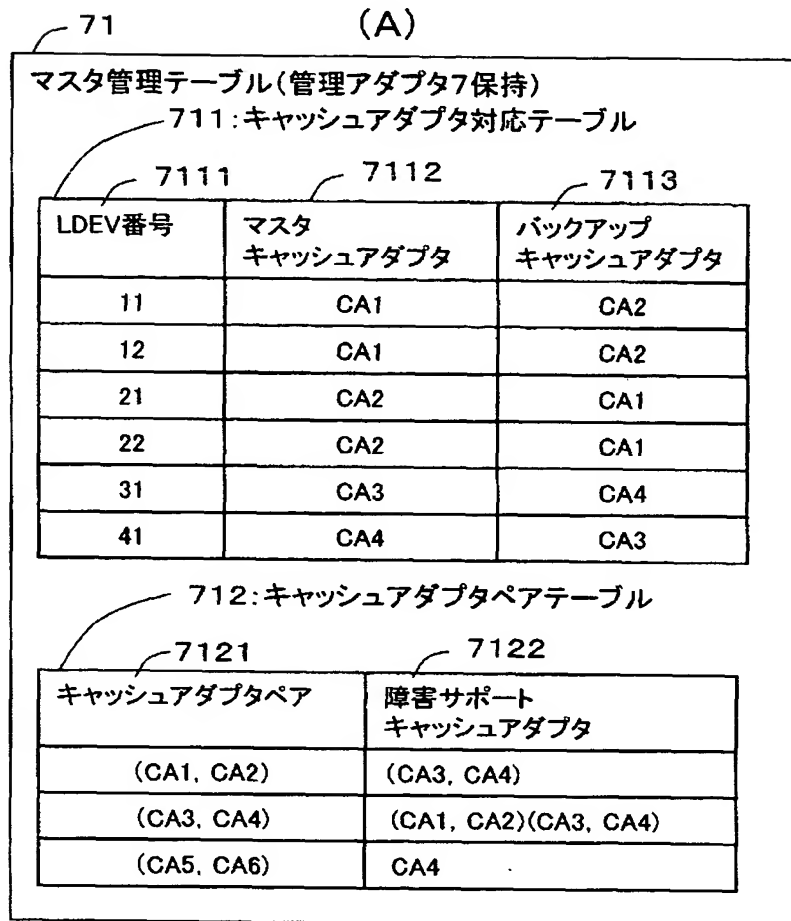 71
(A)
マスタ管理テーブル(管理アダプタ7保持)
711:キャッシュアダプタ対応テーブル
7111
7112
7113
LDEV番号
マスタ
キャッシュアダプタ
バックアップ
キャッシュアダプタ
11 CA1 CA2
12 CA1 CA2
21 CA2 CA1
22 CA2 CA1
31 CA3 CA4
41 CA4 CA3
712:キャッシュアダプタペアテーブル
7121
7122
キャッシュアダプタペア
障害サポート
キャッシュアダプタ
(CA1, CA2) (CA3, CA4)
(CA3, CA4) (CA1, CA2)(CA3, CA4)
(CA5, CA6) CA4